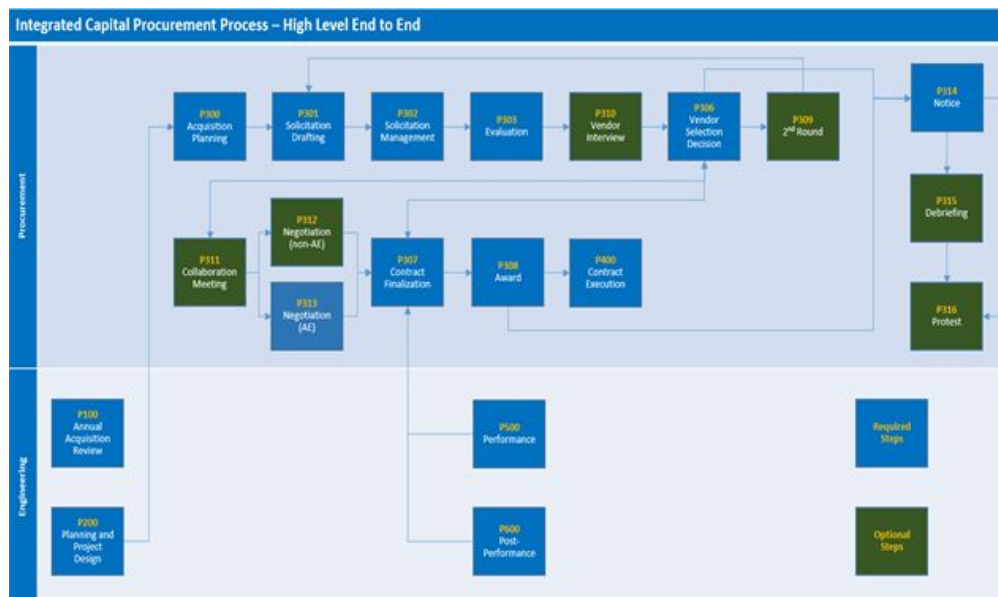 Integrated Capital Procurement Process – High Level End to End
Procurement
P300
Acquisition
Planning
P301
Solicitation
Drafting
P302
Solicitation
Management
P303
Evaluation
P310
Vendor
Interview
P306
Vendor
Selection
Decision
P309
2nd Round
P314
Notice
P315
Debriefing
P316
Protest
P311
Collaboration
Meeting
P312
Negotiation
(non-AE)
P313
Negotiation
(AE)
P307
Contract
Finalization
P308
Award
P400
Contract
Execution
Engineering
P100
Annual
Acquisition
Review
P200
Planning and
Project
Design
P500
Performance
P600
Post-
Performance
Required
Steps
Optional
Steps